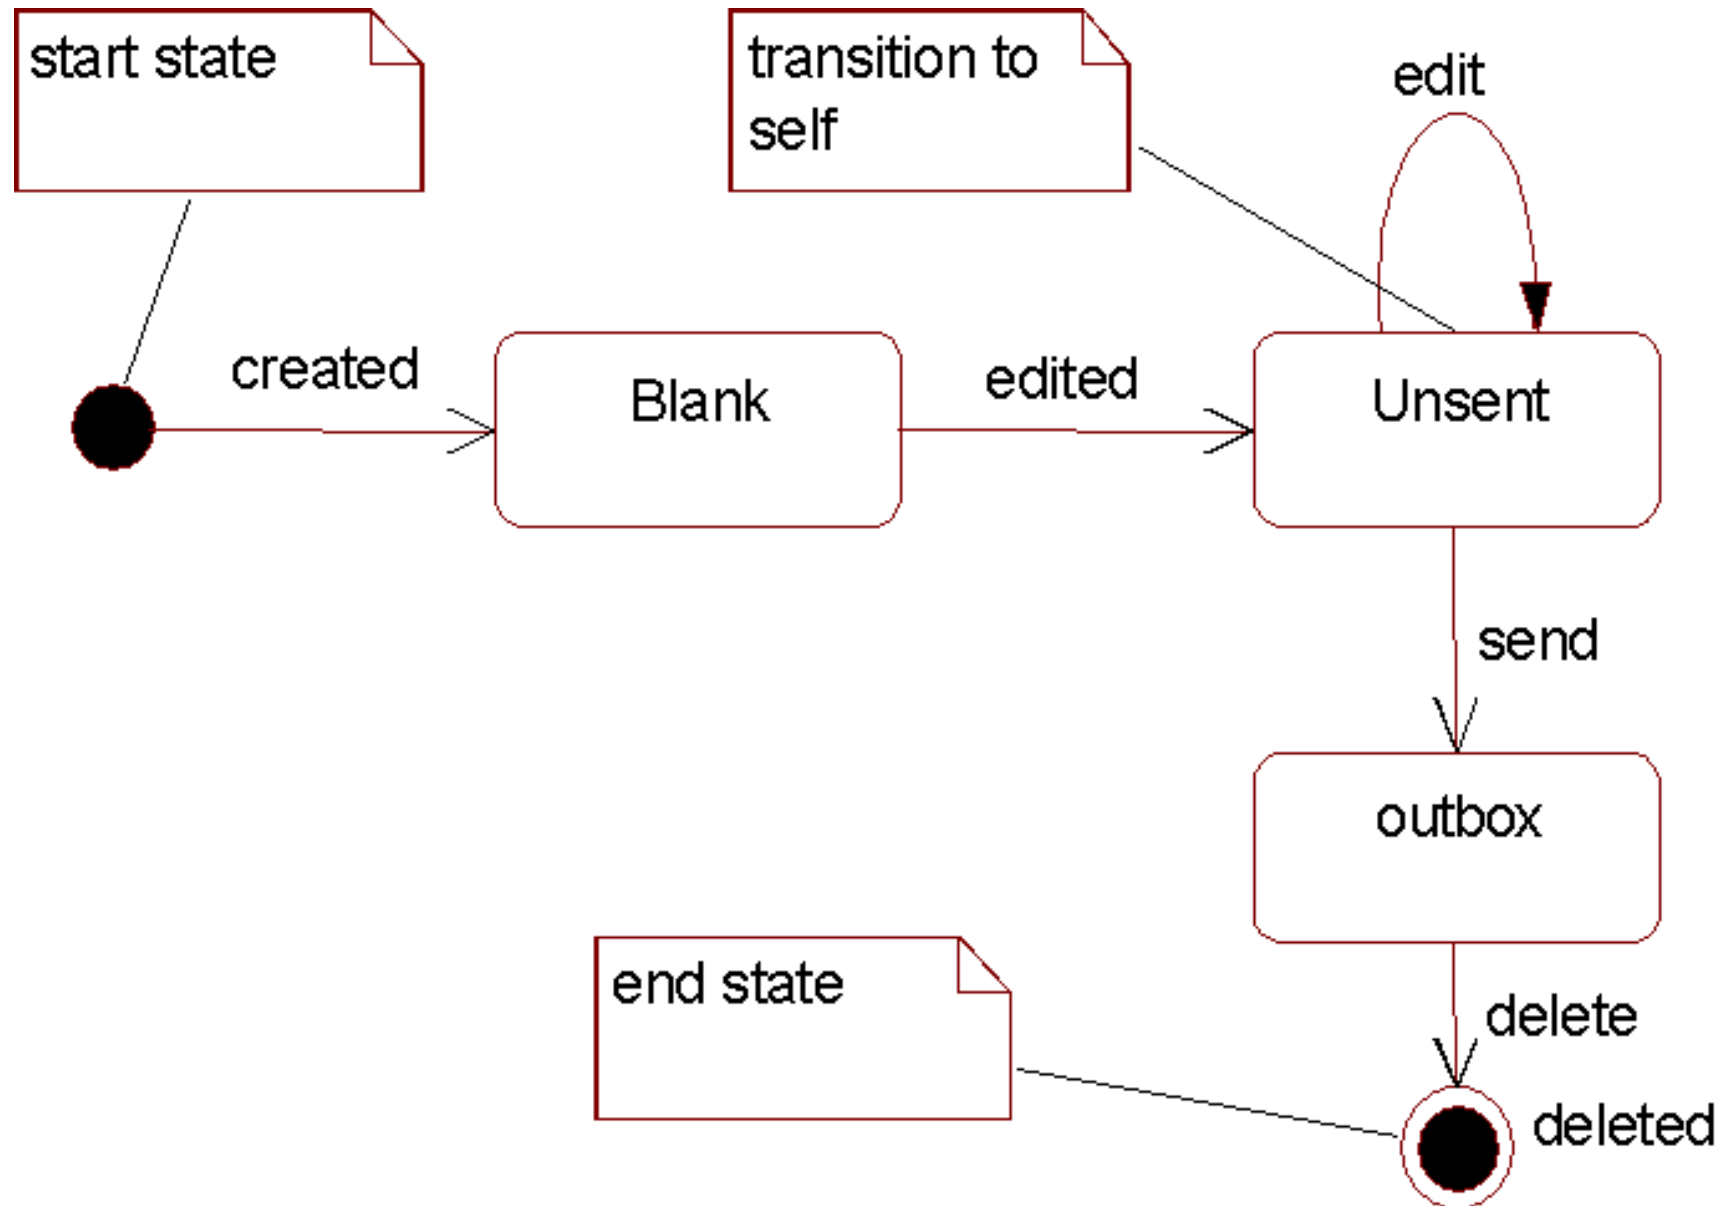 start state
transition to
self
edit
created
Blank
edited
Unsent
send
outbox
end state
delete
deleted